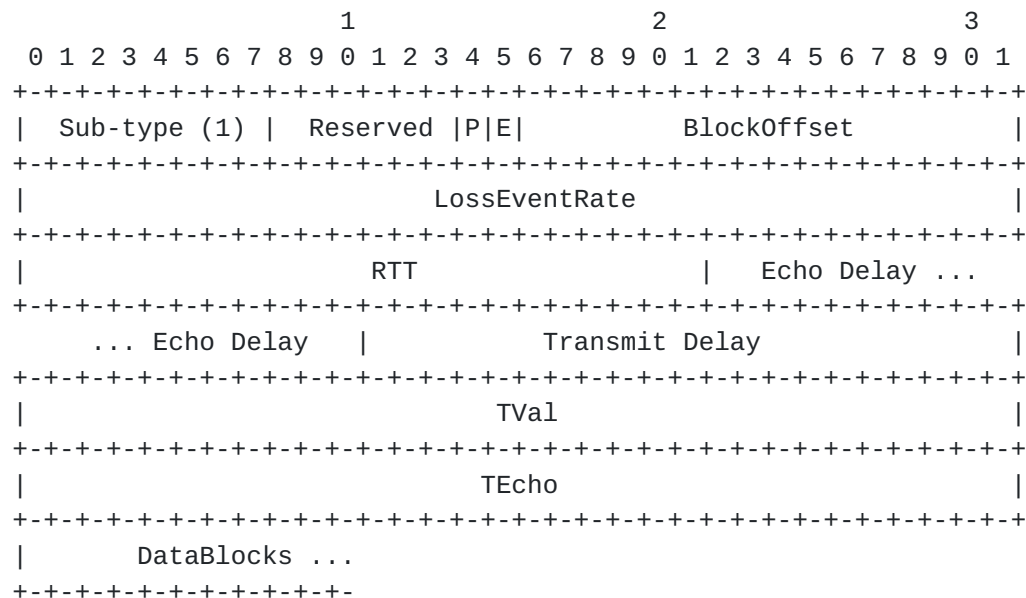 1                   2                   3
 0 1 2 3 4 5 6 7 8 9 0 1 2 3 4 5 6 7 8 9 0 1 2 3 4 5 6 7 8 9 0 1
+-+-+-+-+-+-+-+-+-+-+-+-+-+-+-+-+-+-+-+-+-+-+-+-+-+-+-+-+-+-+-+-+
|  Sub-type (1) |  Reserved |P|E|          BlockOffset          |
+-+-+-+-+-+-+-+-+-+-+-+-+-+-+-+-+-+-+-+-+-+-+-+-+-+-+-+-+-+-+-+-+
|                          LossEventRate                        |
+-+-+-+-+-+-+-+-+-+-+-+-+-+-+-+-+-+-+-+-+-+-+-+-+-+-+-+-+-+-+-+-+
|                      RTT                  |   Echo Delay ...
+-+-+-+-+-+-+-+-+-+-+-+-+-+-+-+-+-+-+-+-+-+-+-+-+-+-+-+-+-+-+-+-+
     ... Echo Delay   |           Transmit Delay                |
+-+-+-+-+-+-+-+-+-+-+-+-+-+-+-+-+-+-+-+-+-+-+-+-+-+-+-+-+-+-+-+-+
|                              TVal                             |
+-+-+-+-+-+-+-+-+-+-+-+-+-+-+-+-+-+-+-+-+-+-+-+-+-+-+-+-+-+-+-+-+
|                             TEcho                             |
+-+-+-+-+-+-+-+-+-+-+-+-+-+-+-+-+-+-+-+-+-+-+-+-+-+-+-+-+-+-+-+-+
|       DataBlocks ...
+-+-+-+-+-+-+-+-+-+-+-